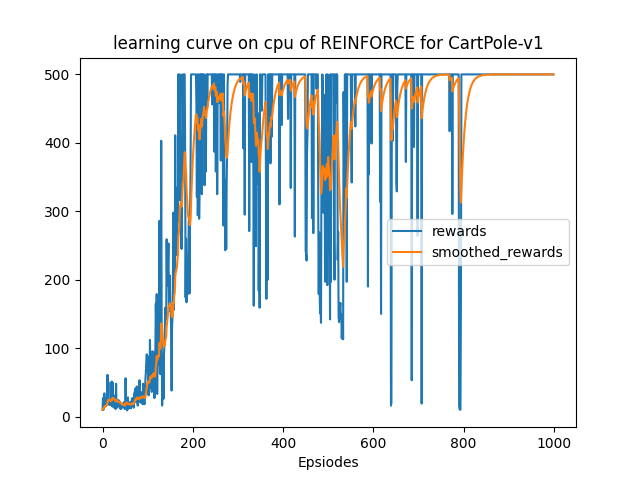 learning curve on cpu of REINFORCE for CartPole-v1
500
400
300
200
100
0
rewards
smoothed_rewards
0 200 400 600 800 1000
Epsiodes